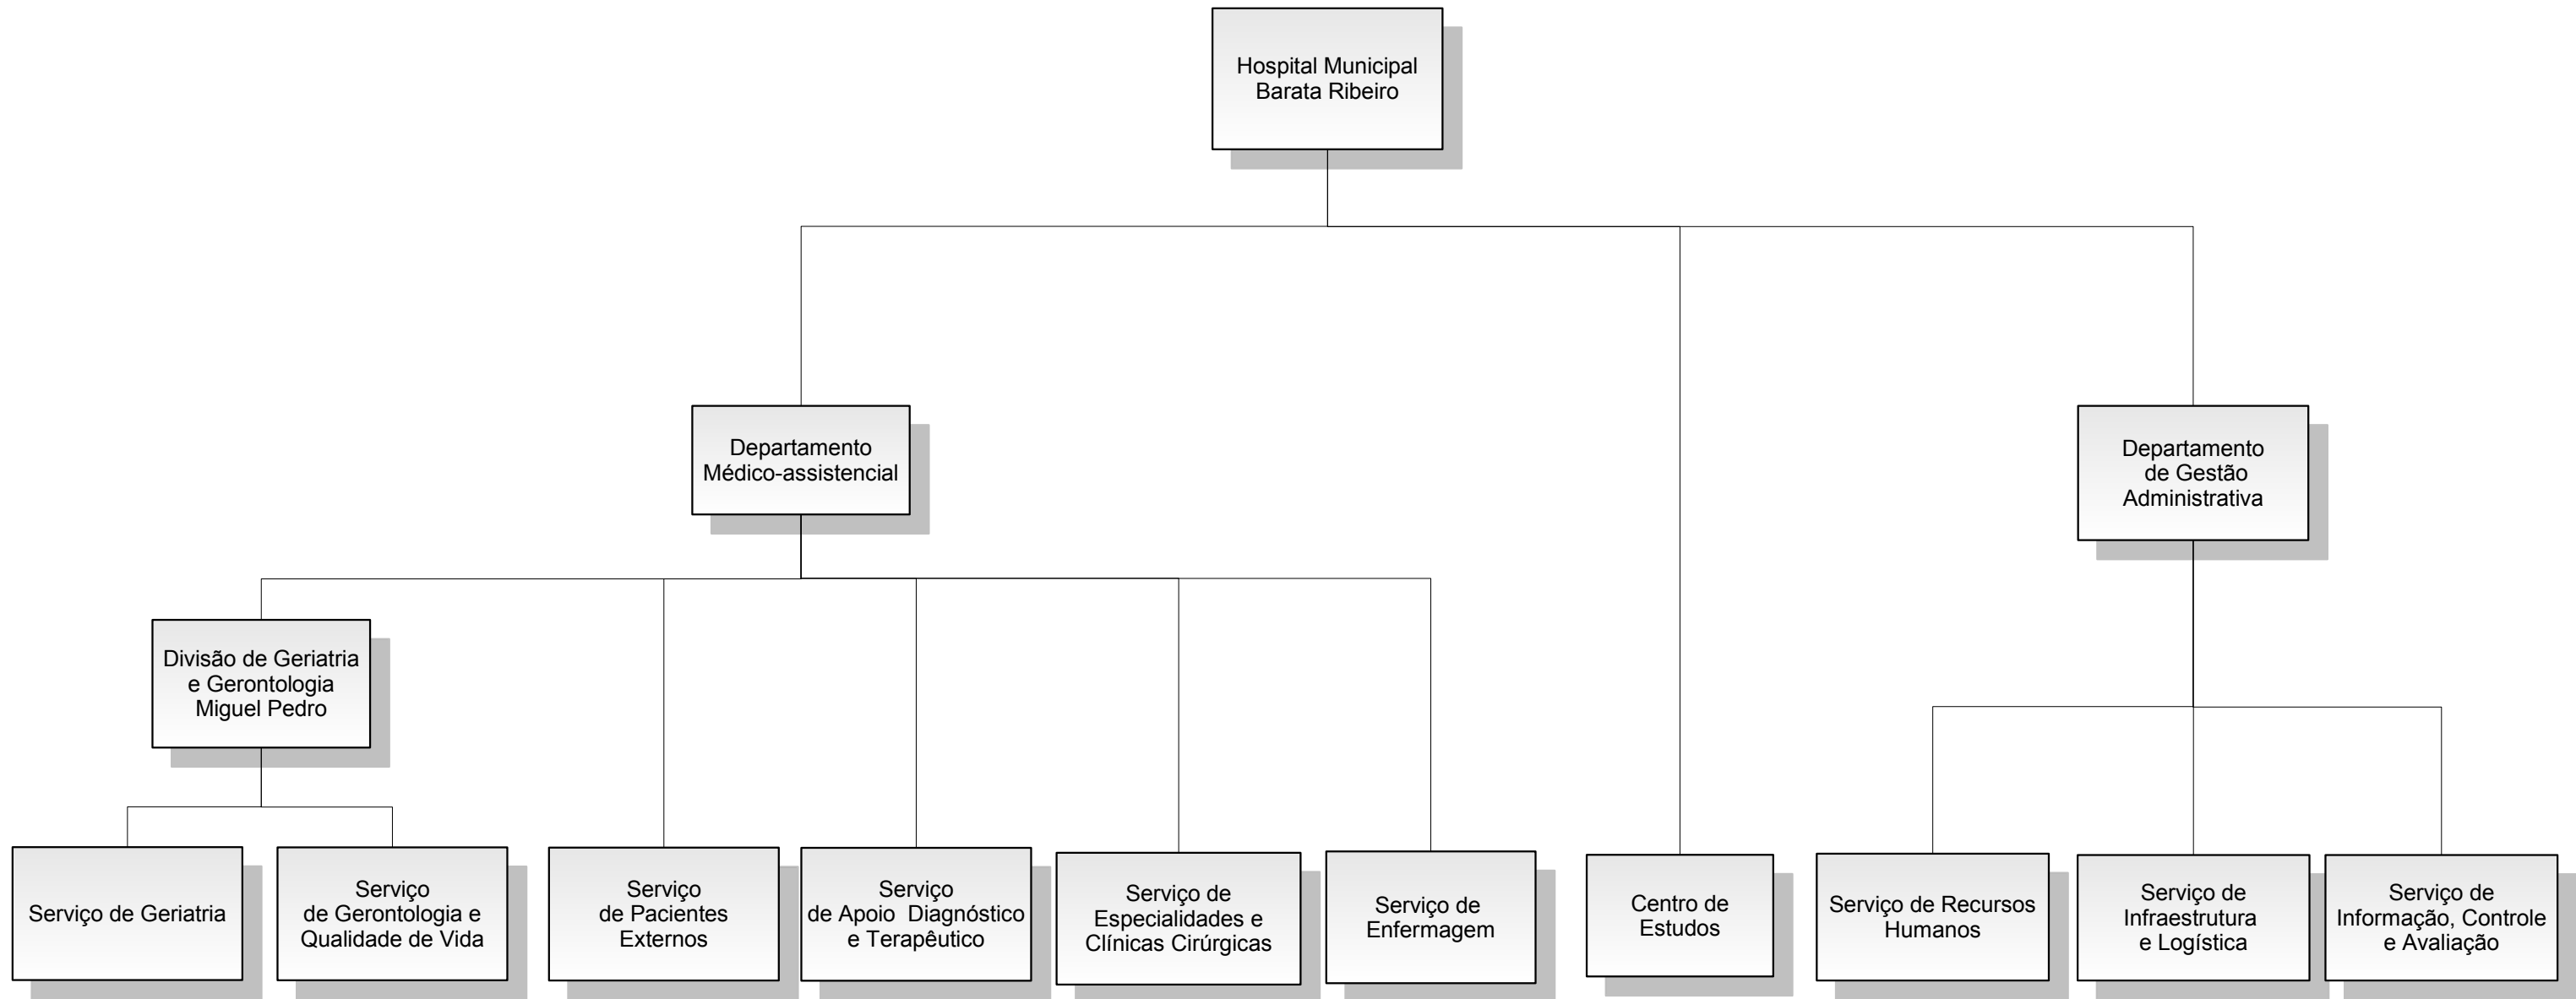 Hospital Municipal
Barata Ribeiro
Departamento
Médico-assistencial
Departamento
de Gestão
Administrativa
Divisão de Geriatria
e Gerontologia
Miguel Pedro
Serviço de Geriatria
Serviço
de Gerontologia e
Qualidade de Vida
Serviço
de Pacientes
Externos
Serviço
de Apoio  Diagnóstico
e Terapêutico
Serviço de
Especialidades e
Clínicas Cirúrgicas
Serviço de
Enfermagem
Centro de
Estudos
Serviço de Recursos
Humanos
Serviço de
Infraestrutura
e Logística
Serviço de
Informação, Controle
e Avaliação